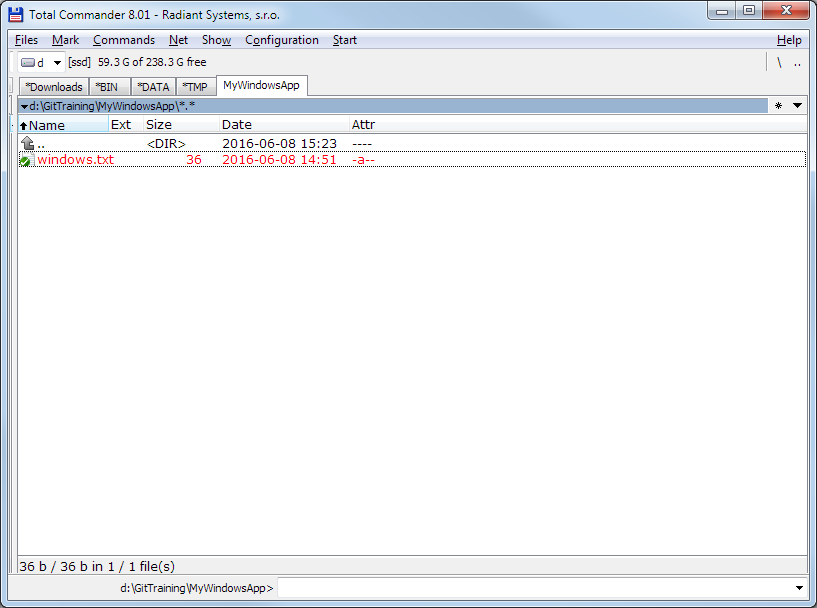 Total Commander 8.01 - Radiant Systems, s.r.o.
Files Mark Commands Net Show Configuration Start Help
d [ssd] 59.3 G of 238.3 G free \ ..
*Downloads *BIN *DATA *TMP MyWindowsApp
d:\GitTraining\MyWindowsApp\*.* * 
Name Ext Size Date Attr
.. <DIR> 2016-06-08 15:23 ----
windows.txt 36 2016-06-08 14:51 -a--
36 b / 36 b in 1 / 1 file(s)
d:\GitTraining\MyWindowsApp>